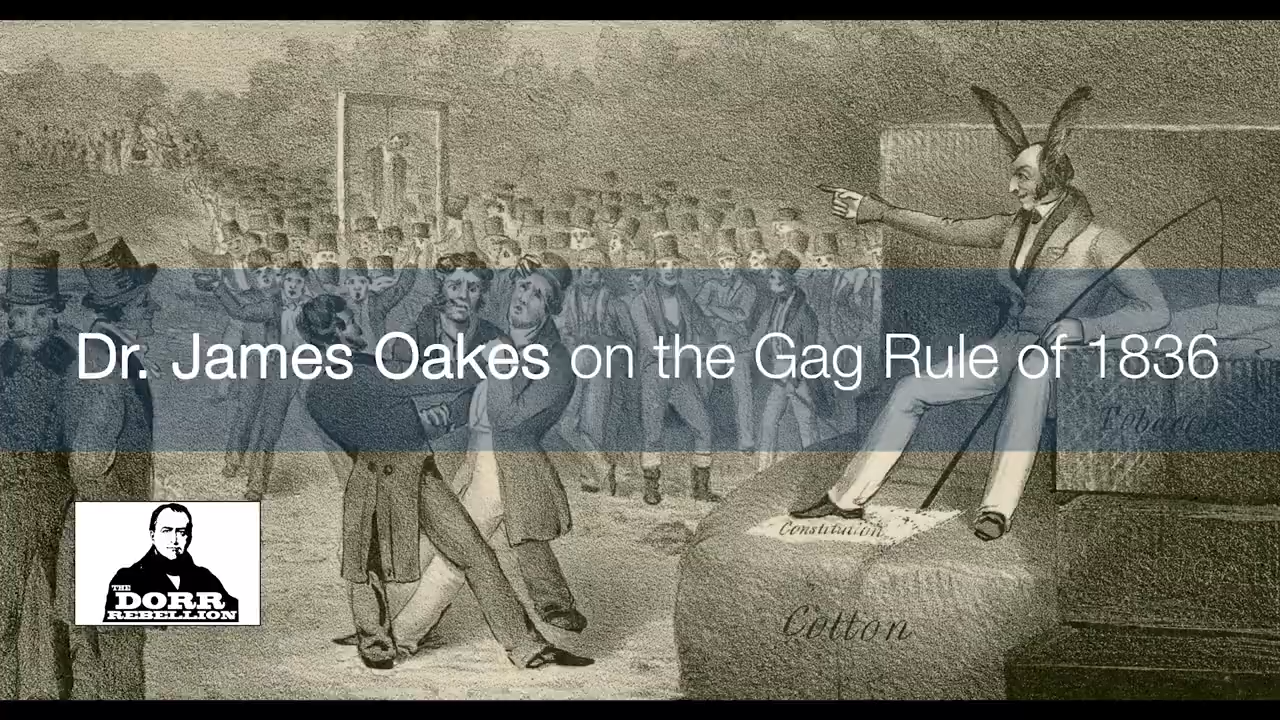 Dr. James Oakes on the Gag Rule of 1836
Tobacco
Constitution
Cotton
THE
DORR
REBELLION